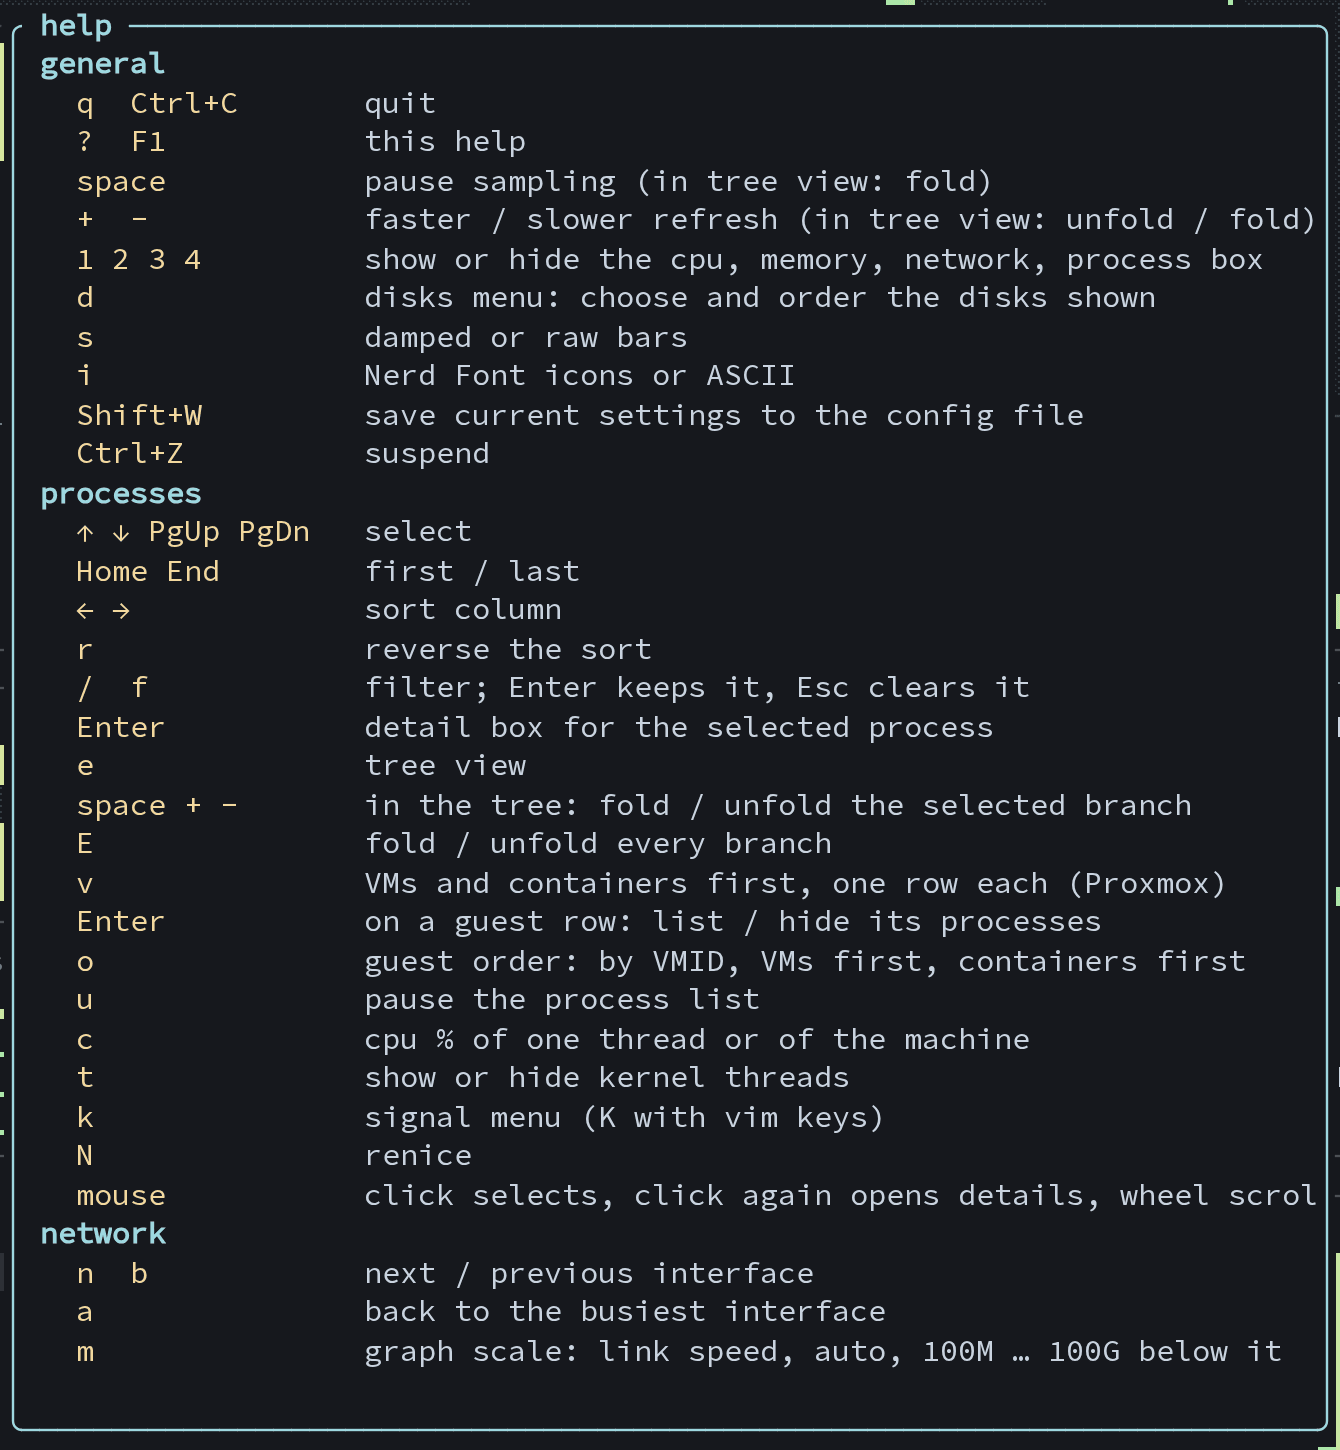 help
general
q Ctrl+C quit
? F1 this help
space pause sampling (in tree view: fold)
+ - faster / slower refresh (in tree view: unfold / fold)
1 2 3 4 show or hide the cpu, memory, network, process box
d disks menu: choose and order the disks shown
s damped or raw bars
i Nerd Font icons or ASCII
Shift+W save current settings to the config file
Ctrl+Z suspend
processes
↑ ↓ PgUp PgDn select
Home End first / last
← → sort column
r reverse the sort
/ f filter; Enter keeps it, Esc clears it
Enter detail box for the selected process
e tree view
space + - in the tree: fold / unfold the selected branch
E fold / unfold every branch
v VMs and containers first, one row each (Proxmox)
Enter on a guest row: list / hide its processes
o guest order: by VMID, VMs first, containers first
u pause the process list
c cpu % of one thread or of the machine
t show or hide kernel threads
k signal menu (K with vim keys)
N renice
mouse click selects, click again opens details, wheel scrol
network
n b next / previous interface
a back to the busiest interface
m graph scale: link speed, auto, 100M … 100G below it